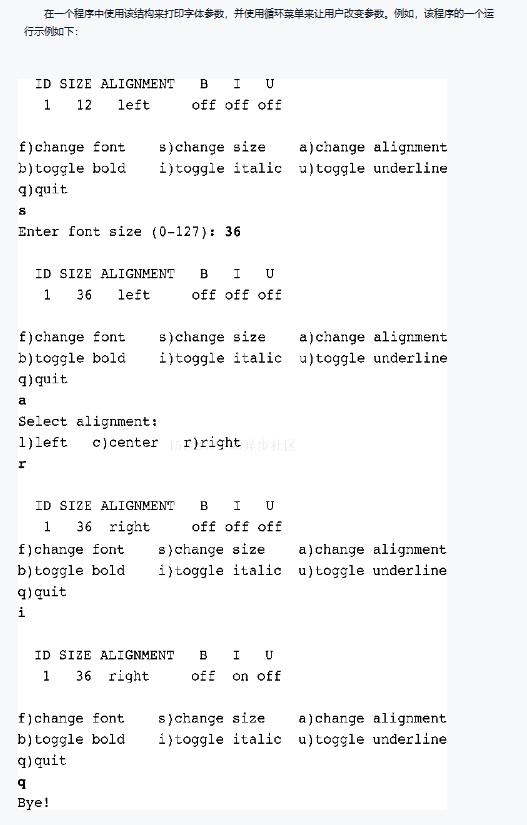 在一个程序中使用该结构来打印字体参数，并使用循环菜单来让用户改变参数。例如，该程序的一个运
行示例如下：
ID SIZE ALIGNMENT B I U
1 12 left off off off
f)change font s)change size a)change alignment
b)toggle bold i)toggle italic u)toggle underline
q)quit
s
Enter font size (0-127): 36
ID SIZE ALIGNMENT B I U
1 36 left off off off
f)change font s)change size a)change alignment
b)toggle bold i)toggle italic u)toggle underline
q)quit
a
Select alignment:
l)left c)center r)right
r
ID SIZE ALIGNMENT B I U
1 36 right off off off
f)change font s)change size a)change alignment
b)toggle bold i)toggle italic u)toggle underline
q)quit
i
ID SIZE ALIGNMENT B I U
1 36 right off on off
f)change font s)change size a)change alignment
b)toggle bold i)toggle italic u)toggle underline
q)quit
q
Bye!